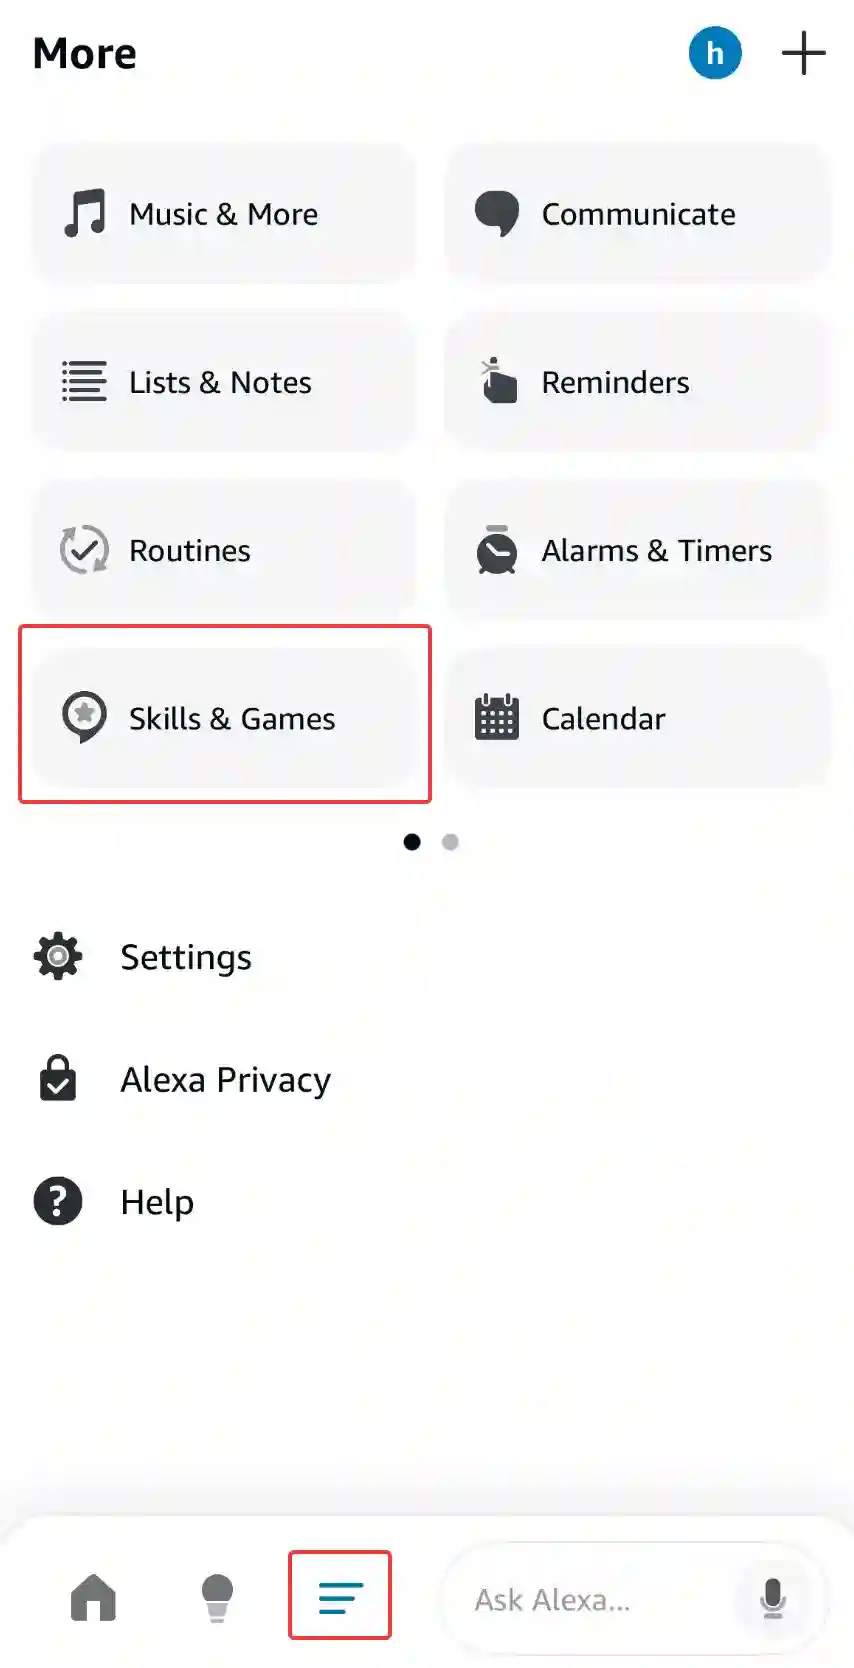 More
h
Music & More
Communicate
Lists & Notes
Reminders
Routines
Alarms & Timers
Skills & Games
Calendar
Settings
Alexa Privacy
?
Help
Ask Alexa...